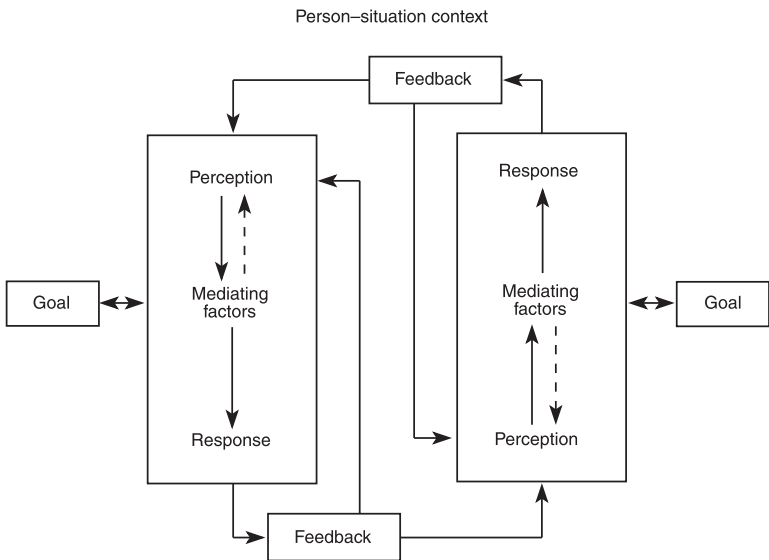 Person–situation context
Feedback
Perception
Response
Goal
Mediating
factors
Mediating
factors
Goal
Response
Perception
Feedback